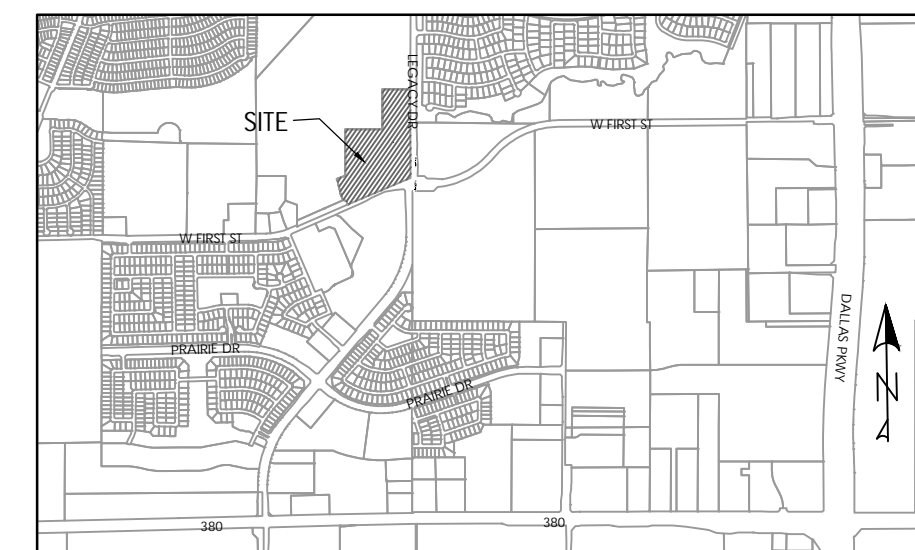 LEGACY DR
SITE
W FIRST ST
W FIRST ST
DALLAS PKWY
PRAIRIE DR
PRAIRIE DR
N
380
380